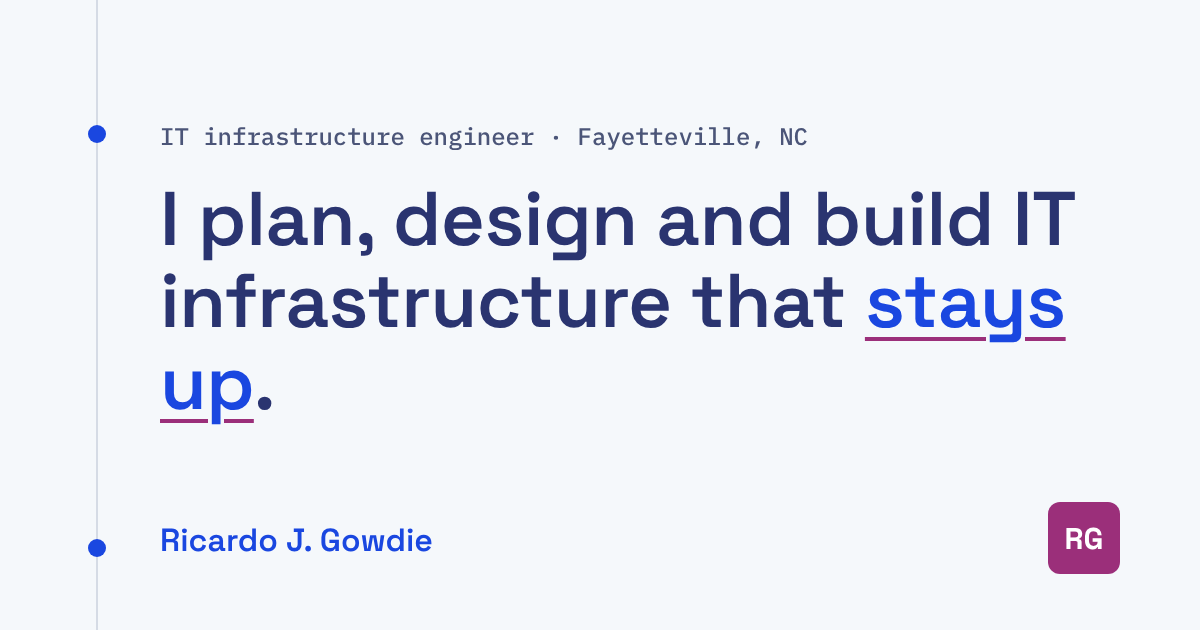 IT infrastructure engineer · Fayetteville, NC
I plan, design and build IT
infrastructure that stays
up.
Ricardo J. Gowdie
RG